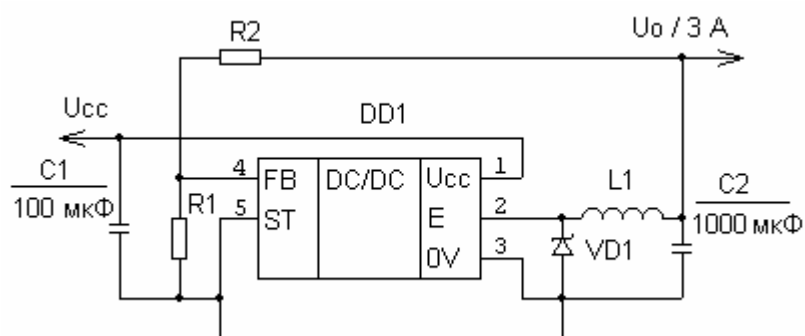 R2
Uo / 3 A
Ucc
DD1
C1
100 мкФ
R1
4
5
FB
ST
DC/DC
Ucc
E
0V
1
2
3
L1
VD1
C2
1000 мкФ